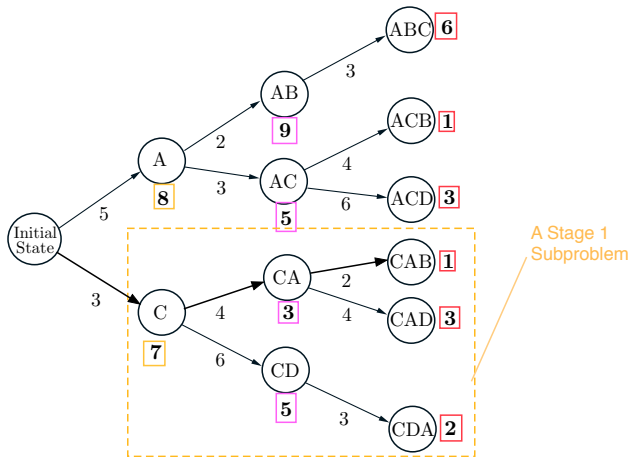 ABC 6
3
AB
9
2
ACB 1
4
A
8
3
AC
5
6
ACD 3
5
Initial
State
A Stage 1
Subproblem
3
C
7
4
CA
3
2
CAB 1
4
CAD 3
6
CD
5
3
CDA 2